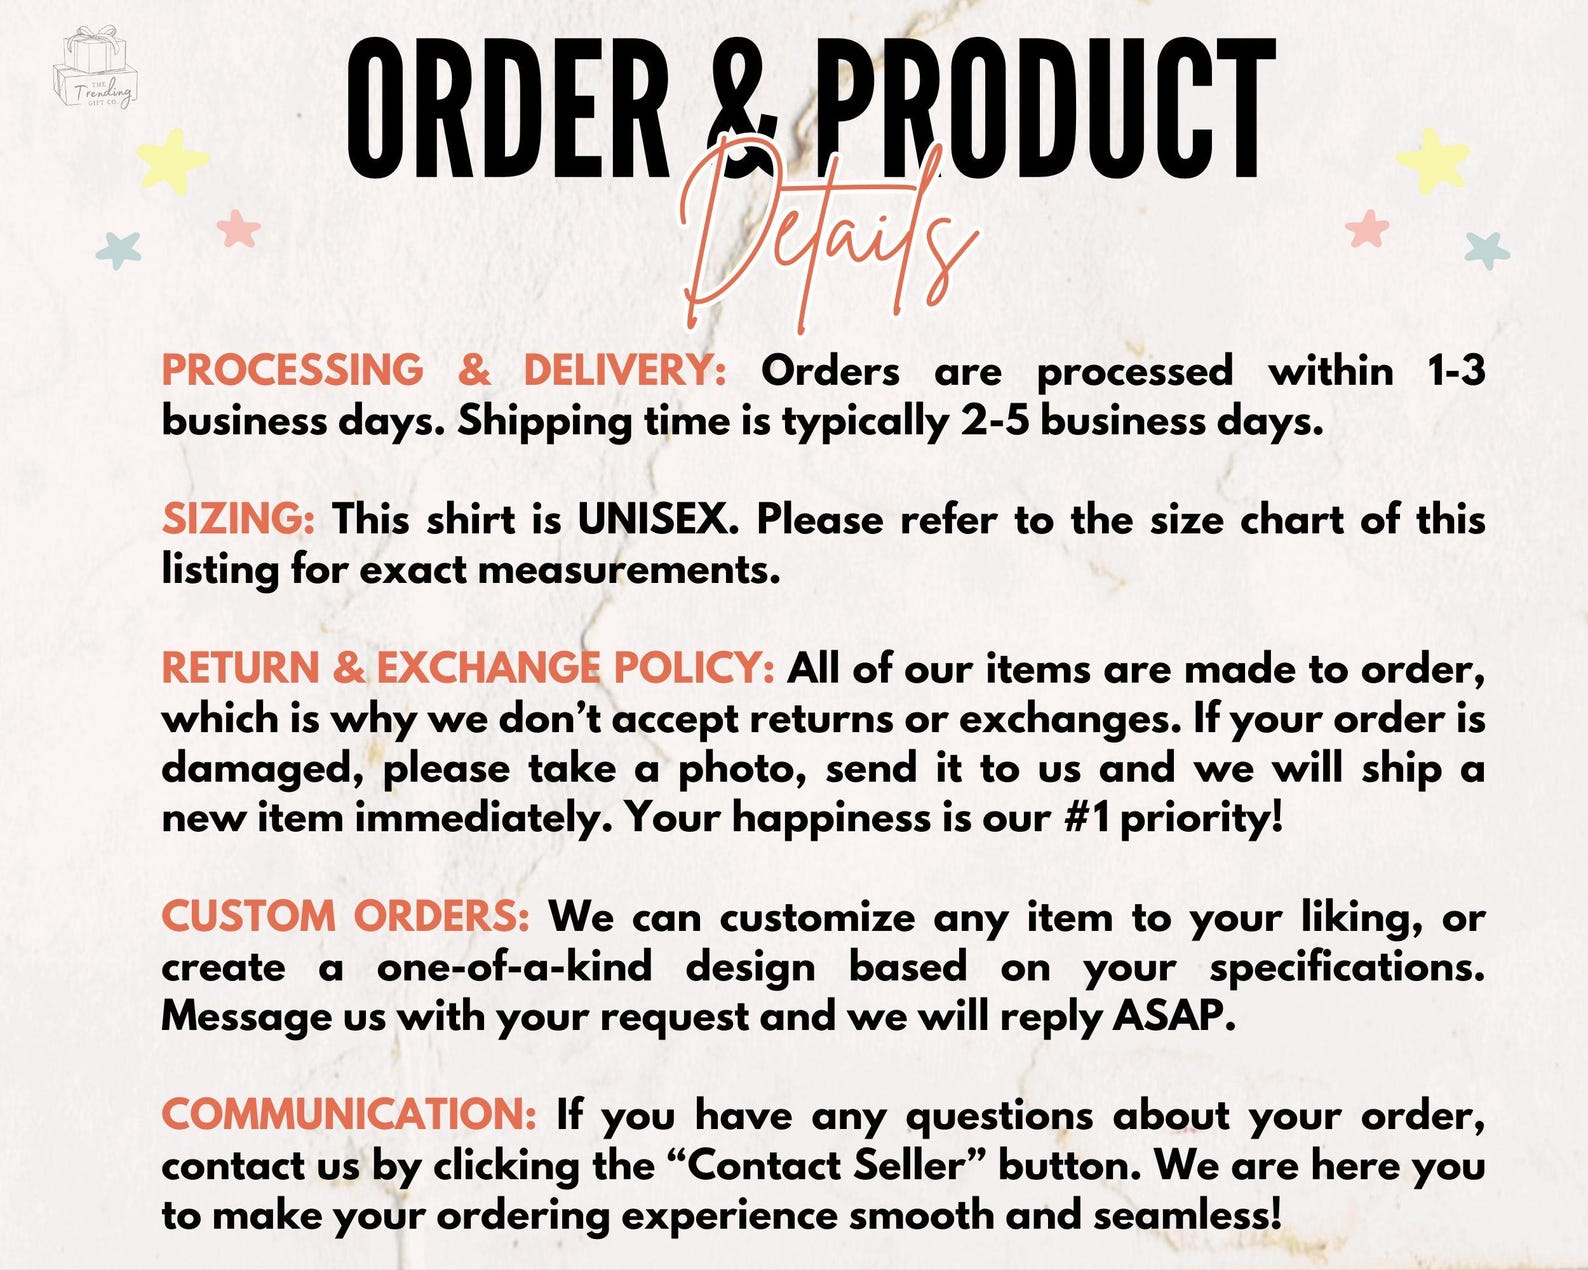 THE
Trending
GIFT CO.
ORDER & PRODUCT
Details
PROCESSING & DELIVERY: Orders are processed within 1-3
business days. Shipping time is typically 2-5 business days.
SIZING: This shirt is UNISEX. Please refer to the size chart of this
listing for exact measurements.
RETURN & EXCHANGE POLICY: All of our items are made to order,
which is why we don’t accept returns or exchanges. If your order is
damaged, please take a photo, send it to us and we will ship a
new item immediately. Your happiness is our #1 priority!
CUSTOM ORDERS: We can customize any item to your liking, or
create a one-of-a-kind design based on your specifications.
Message us with your request and we will reply ASAP.
COMMUNICATION: If you have any questions about your order,
contact us by clicking the “Contact Seller” button. We are here you
to make your ordering experience smooth and seamless!